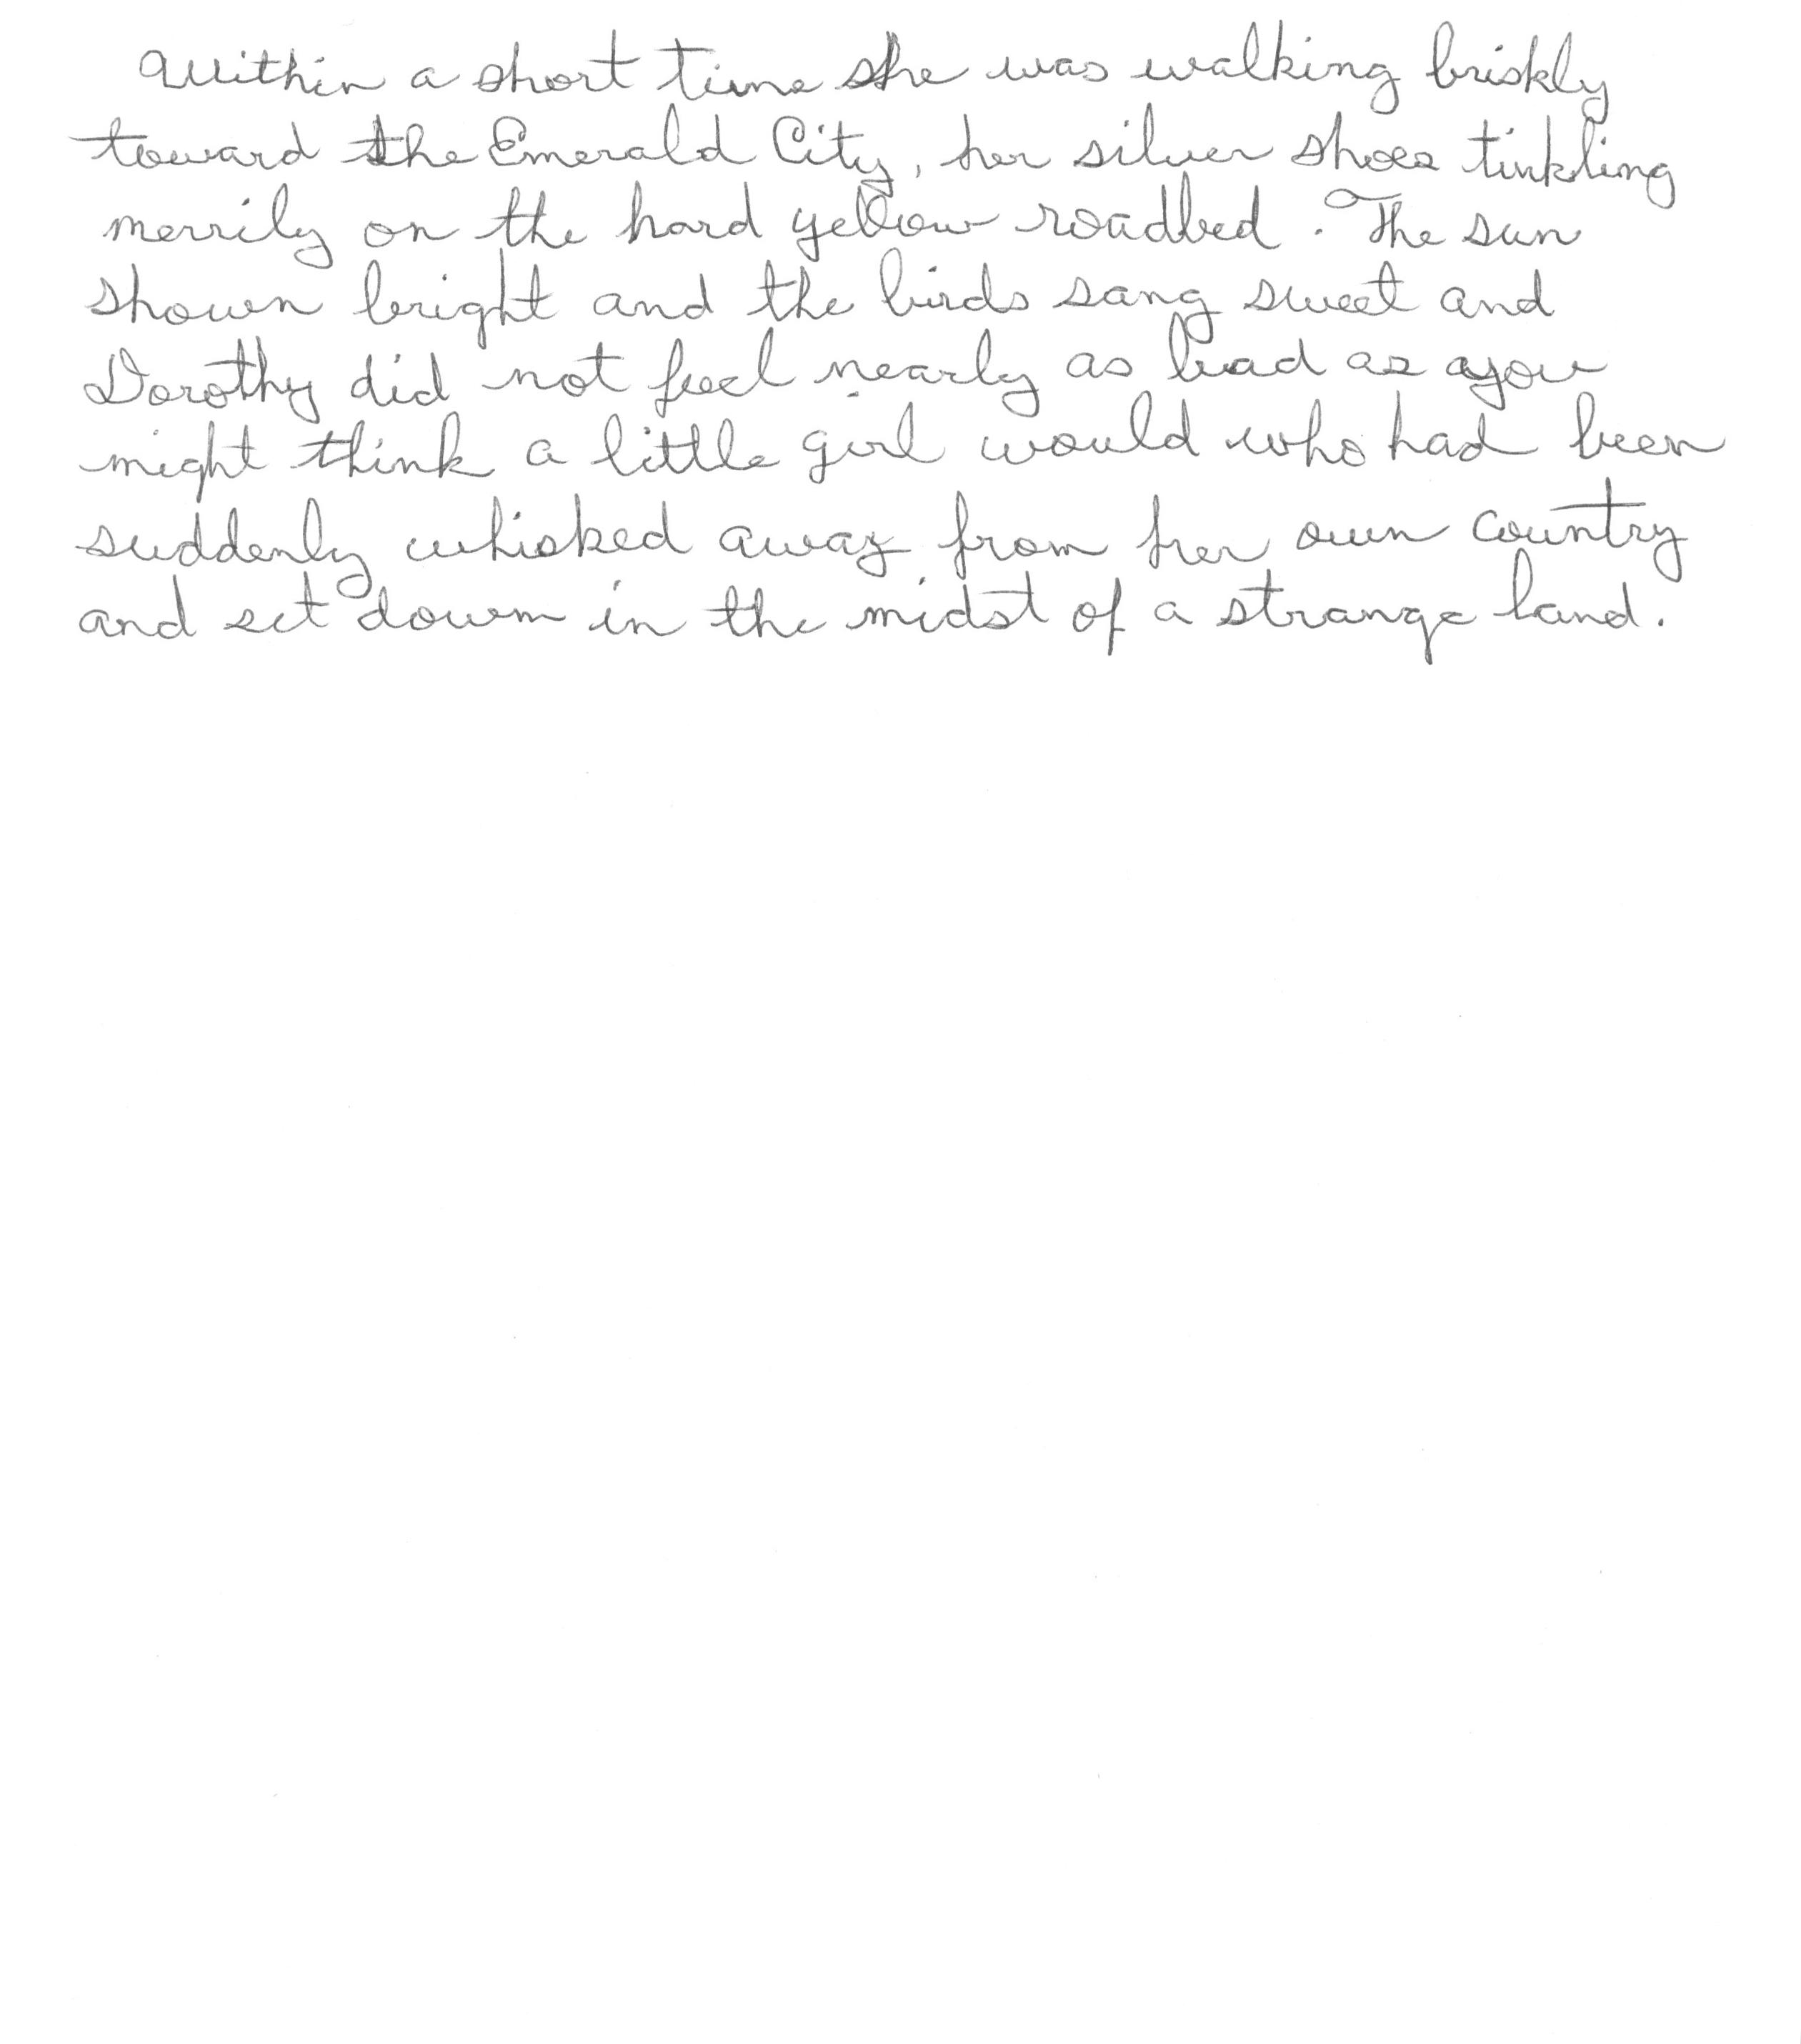 Within a short time she was walking briskly
toward the Emerald City, her silver shoes tinkling
merrily on the hard yellow roadbed. The sun
shown bright and the birds sang sweet and
Dorothy did not feel nearly as bad as you
might think a little girl would who had been
suddenly whisked away from her own country
and set down in the midst of a strange land.